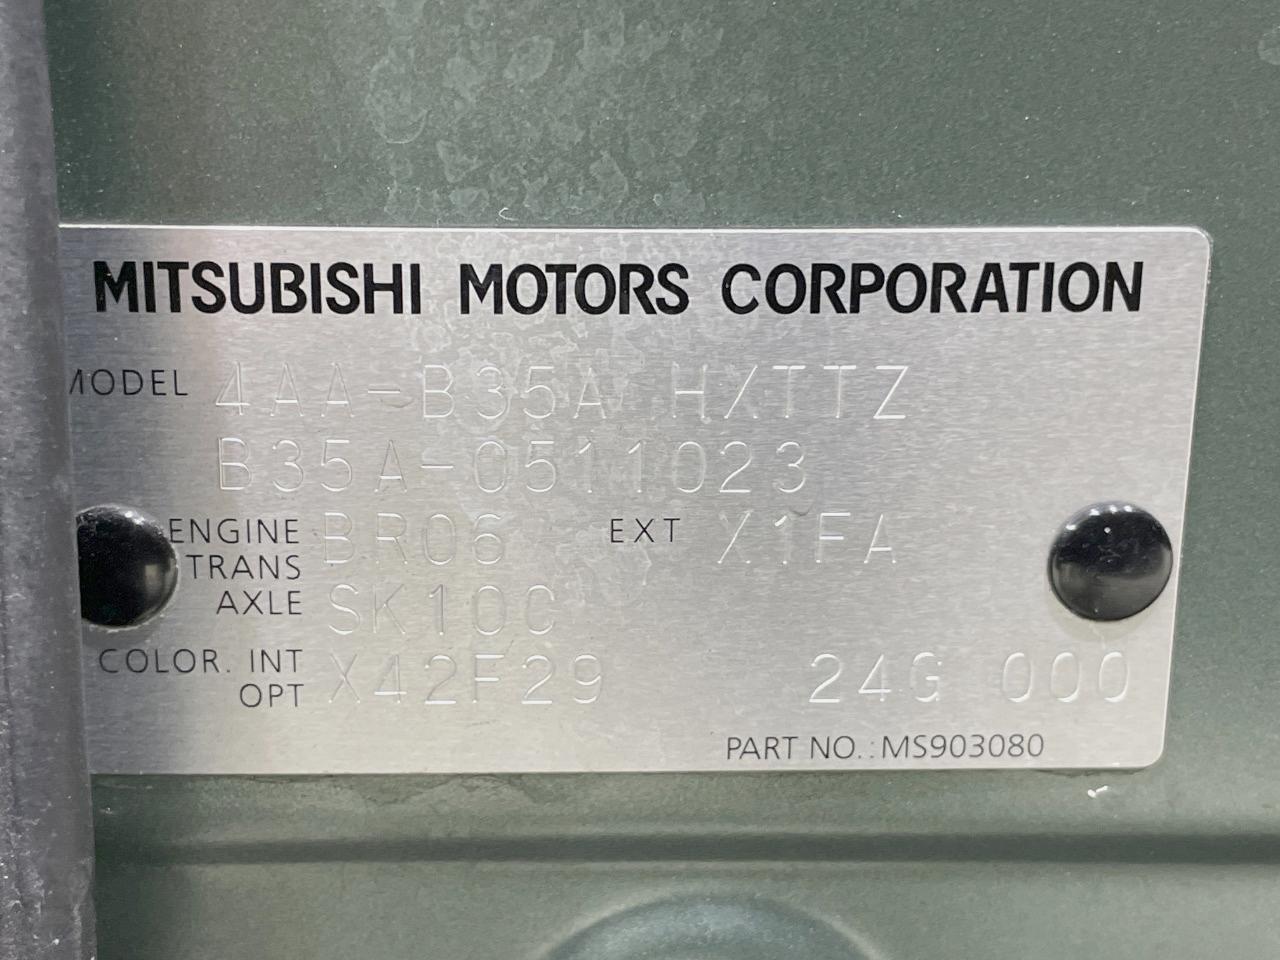 MITSUBISHI MOTORS CORPORATION
MODEL 4AA-B35A HXTTZ
B35A-0511023
ENGINE BR06 EXT X1FA
TRANS
AXLE SK10C
COLOR. INT X42F29 24G 000
OPT
PART NO.: MS903080